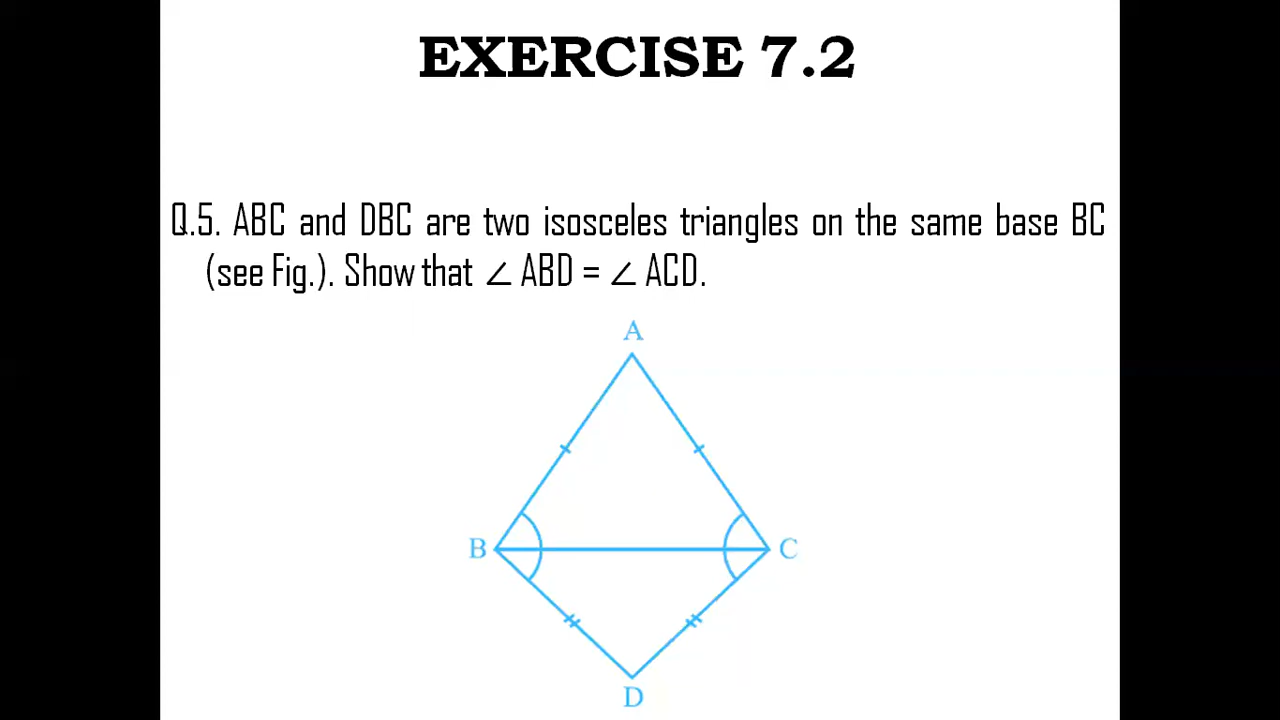 EXERCISE 7.2
Q.5. ABC and DBC are two isosceles triangles on the same base BC
(see Fig.). Show that ∠ ABD = ∠ ACD.
A
B
C
D